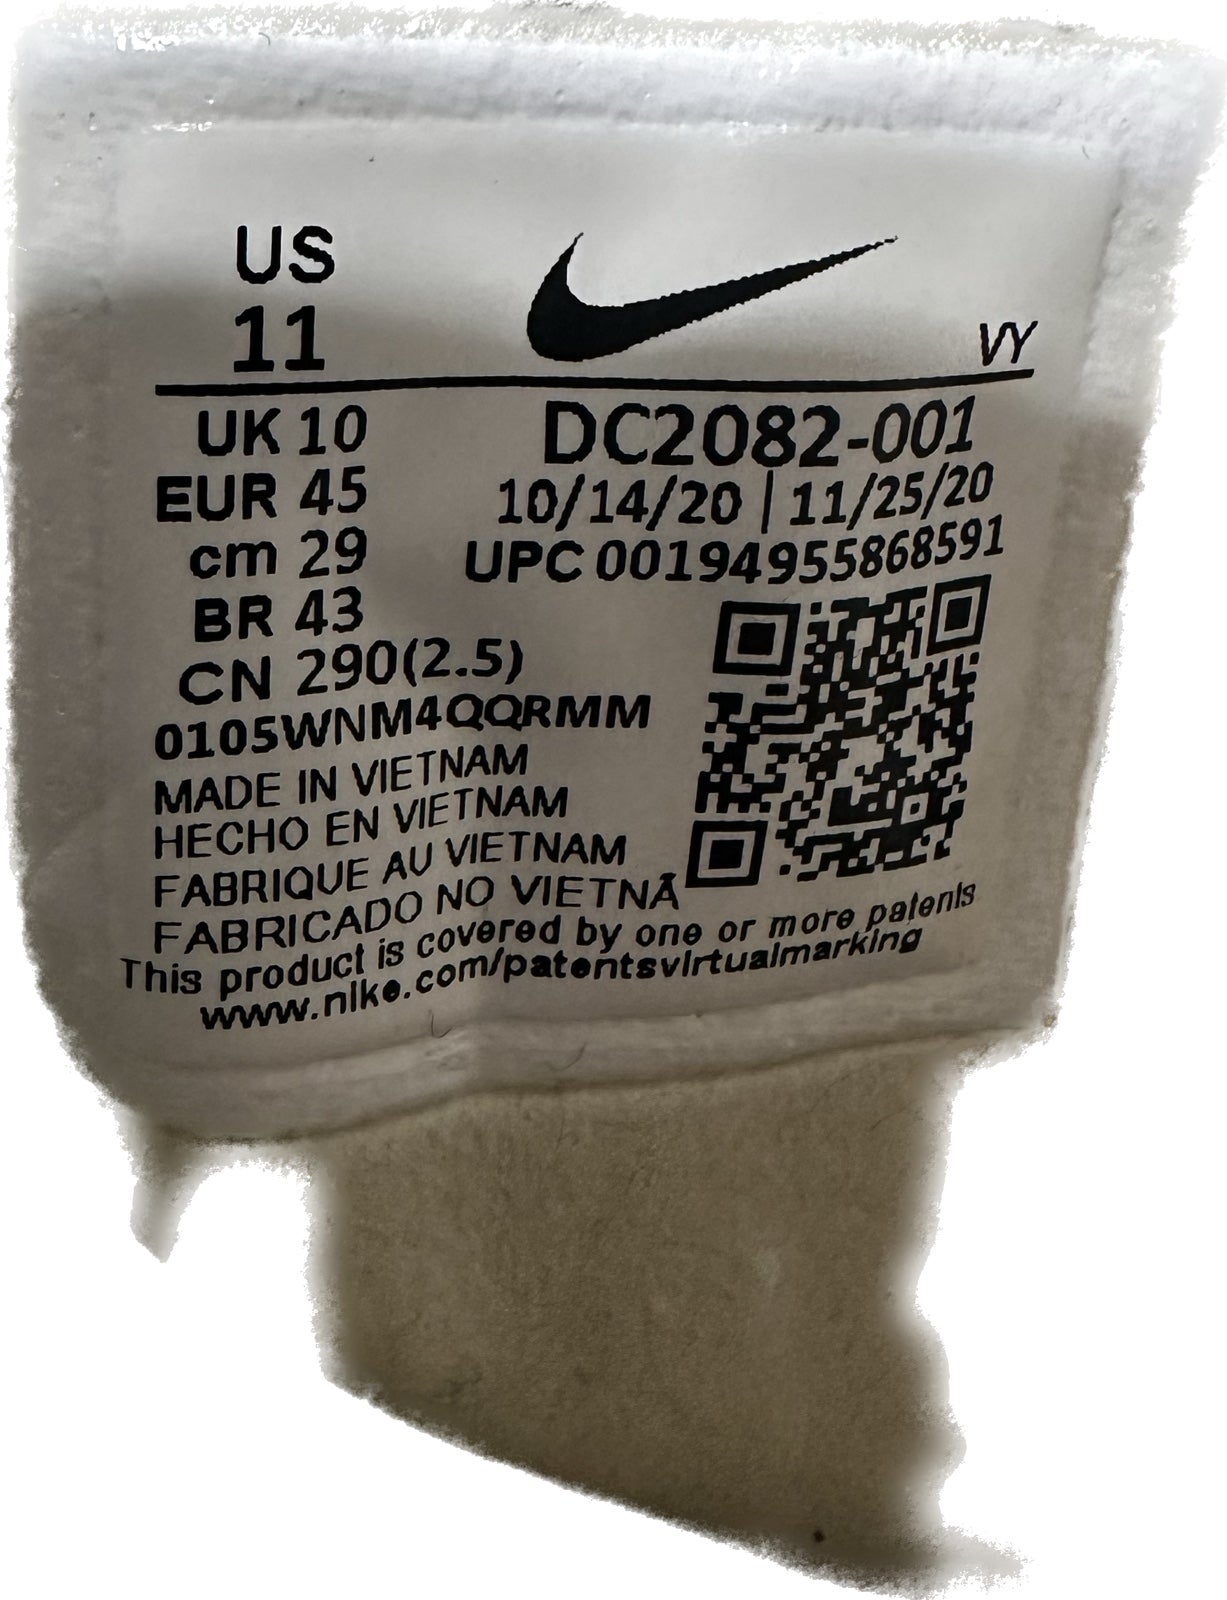 US
11
VY
UK 10
DC2082-001
EUR 45
10/14/20 | 11/25/20
cm 29
UPC 00194955868591
BR 43
CN 290(2.5)
0105WNM4QQRMM
MADE IN VIETNAM
HECHO EN VIETNAM
FABRIQUE AU VIETNAM
FABRICADO NO VIETNÃ
This product is covered by one or more patents
www.nike.com/patentsvirtualmarking